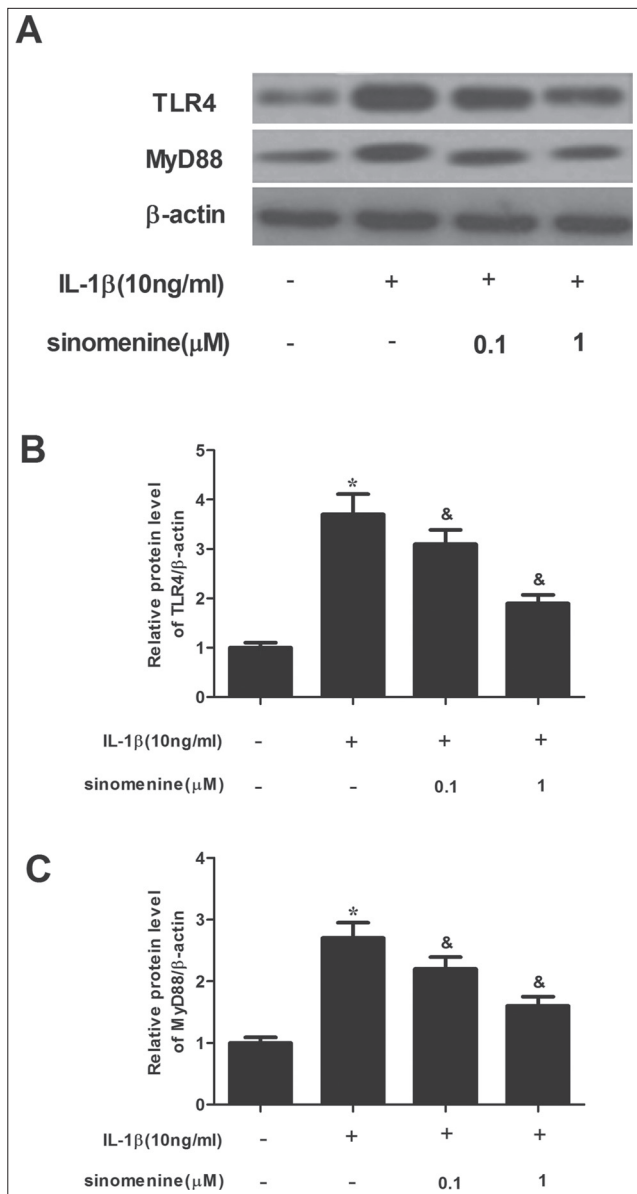 A
TLR4
MyD88
β-actin
IL-1β(10ng/ml) - + + +
sinomenine(μM) - - 0.1 1
B
Relative protein level
of TLR4/β-actin
5
4
3
2
1
0
*
&
&
IL-1β(10ng/ml) - + + +
sinomenine(μM) - - 0.1 1
C
Relative protein level
of MyD88/β-actin
4
3
2
1
0
*
&
&
IL-1β(10ng/ml) - + + +
sinomenine(μM) - - 0.1 1